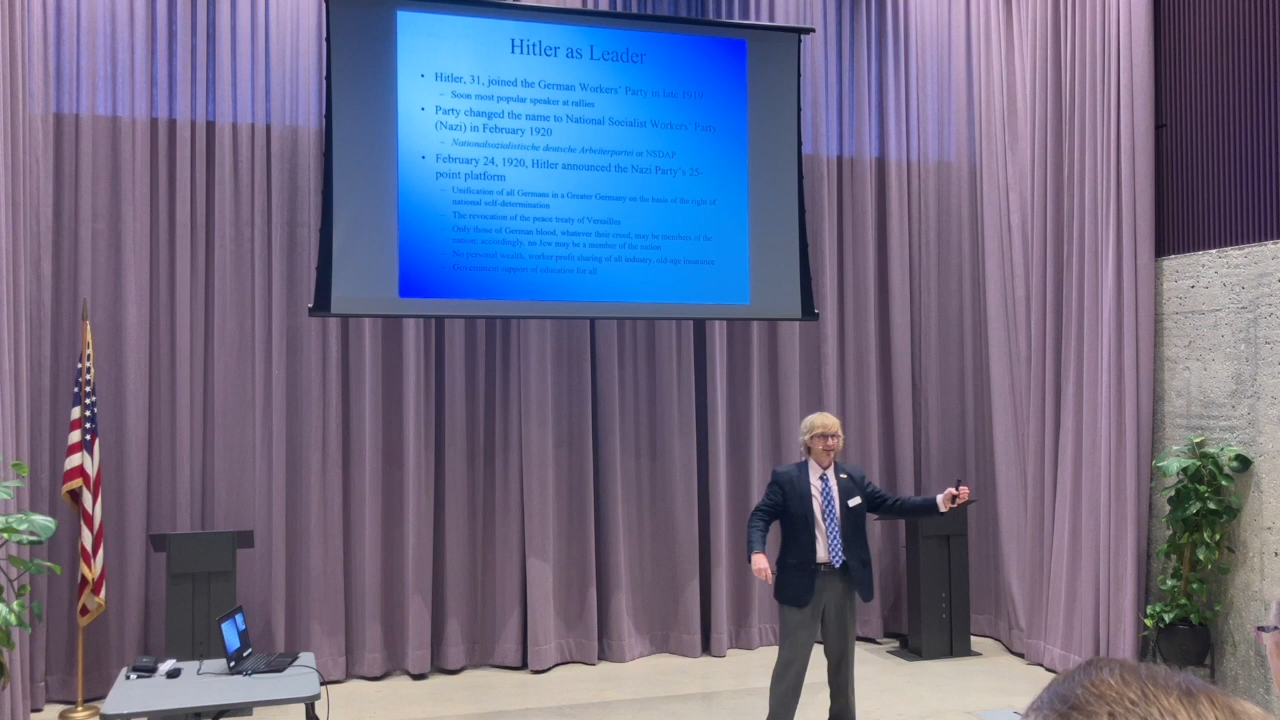 Hitler as Leader
• Hitler, 31, joined the German Workers' Party in late 1919
– Soon most popular speaker at rallies
• Party changed the name to National Socialist Workers' Party
(Nazi) in February 1920
– Nationalsozialistische deutsche Arbeiterpartei or NSDAP
• February 24, 1920, Hitler announced the Nazi Party's 25-
point platform
– Unification of all Germans in a Greater Germany on the basis of the right of
national self-determination
– The revocation of the peace treaty of Versailles
– Only those of German blood, whatever their creed, may be members of the
nation; accordingly, no Jew may be a member of the nation
– No personal wealth, worker profit sharing of all industry, old-age insurance
– Government support of education for all